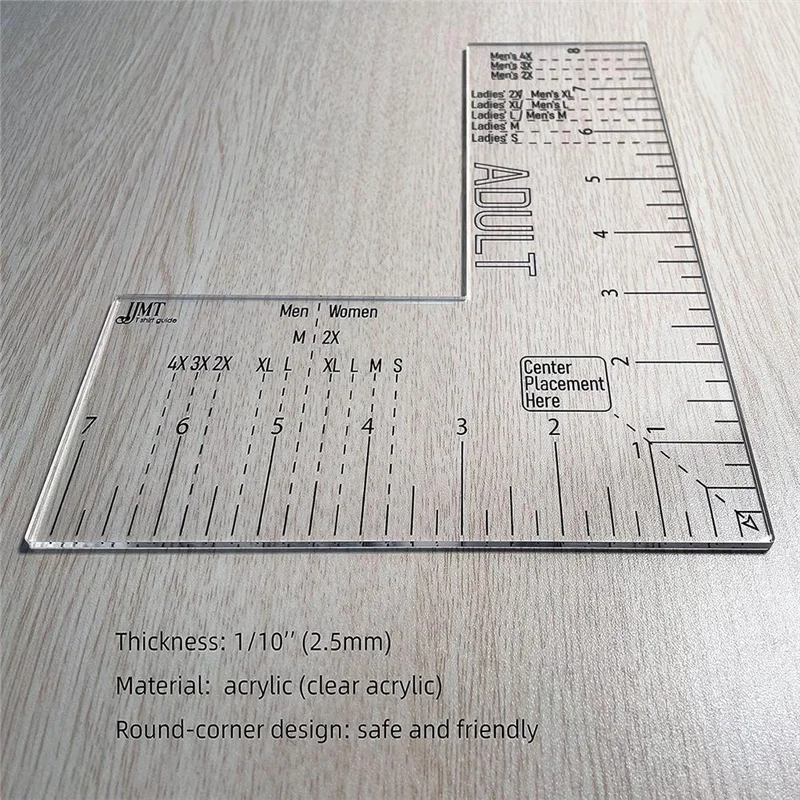 8
Men's 4X
Men's 3X
Men's 2X
7
Ladies' 2X/ Men's XL
Ladies' XL/ Men's L
Ladies' L / Men's M
6
Ladies' M
Ladies' S
ADULT
5
4
3
JJMT
T shirt guide
Men Women
M 2X
4X 3X 2X XL L XL L M S
Center
Placement
Here
2
7 6 5 4 3 2 1
1
Thickness: 1/10'' (2.5mm)
Material: acrylic (clear acrylic)
Round-corner design: safe and friendly